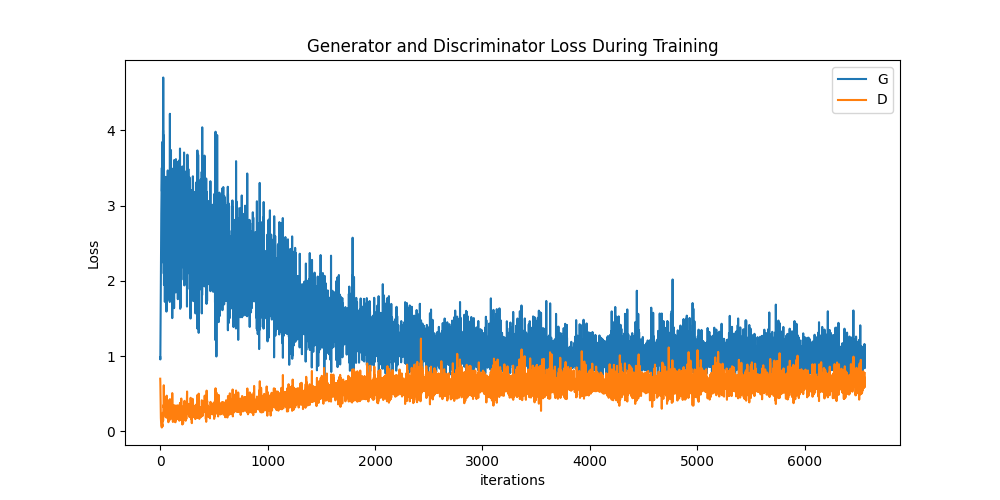 Generator and Discriminator Loss During Training
G
D
4
3
2
1
0
Loss
0 1000 2000 3000 4000 5000 6000
iterations